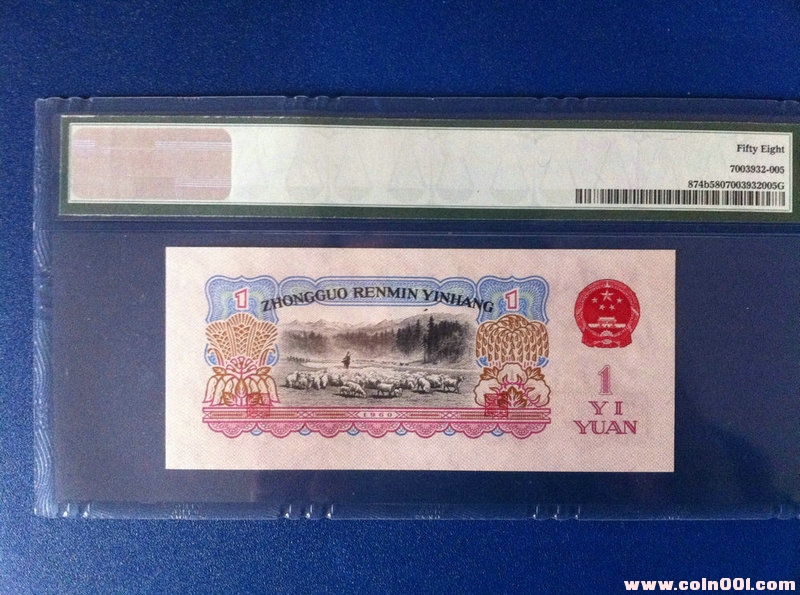 Fifty Eight
7003932-005
874b5807003932005G
1 ZHONGGUO RENMIN YINHANG 1
1960
1
YI
YUAN
www.coin001.com